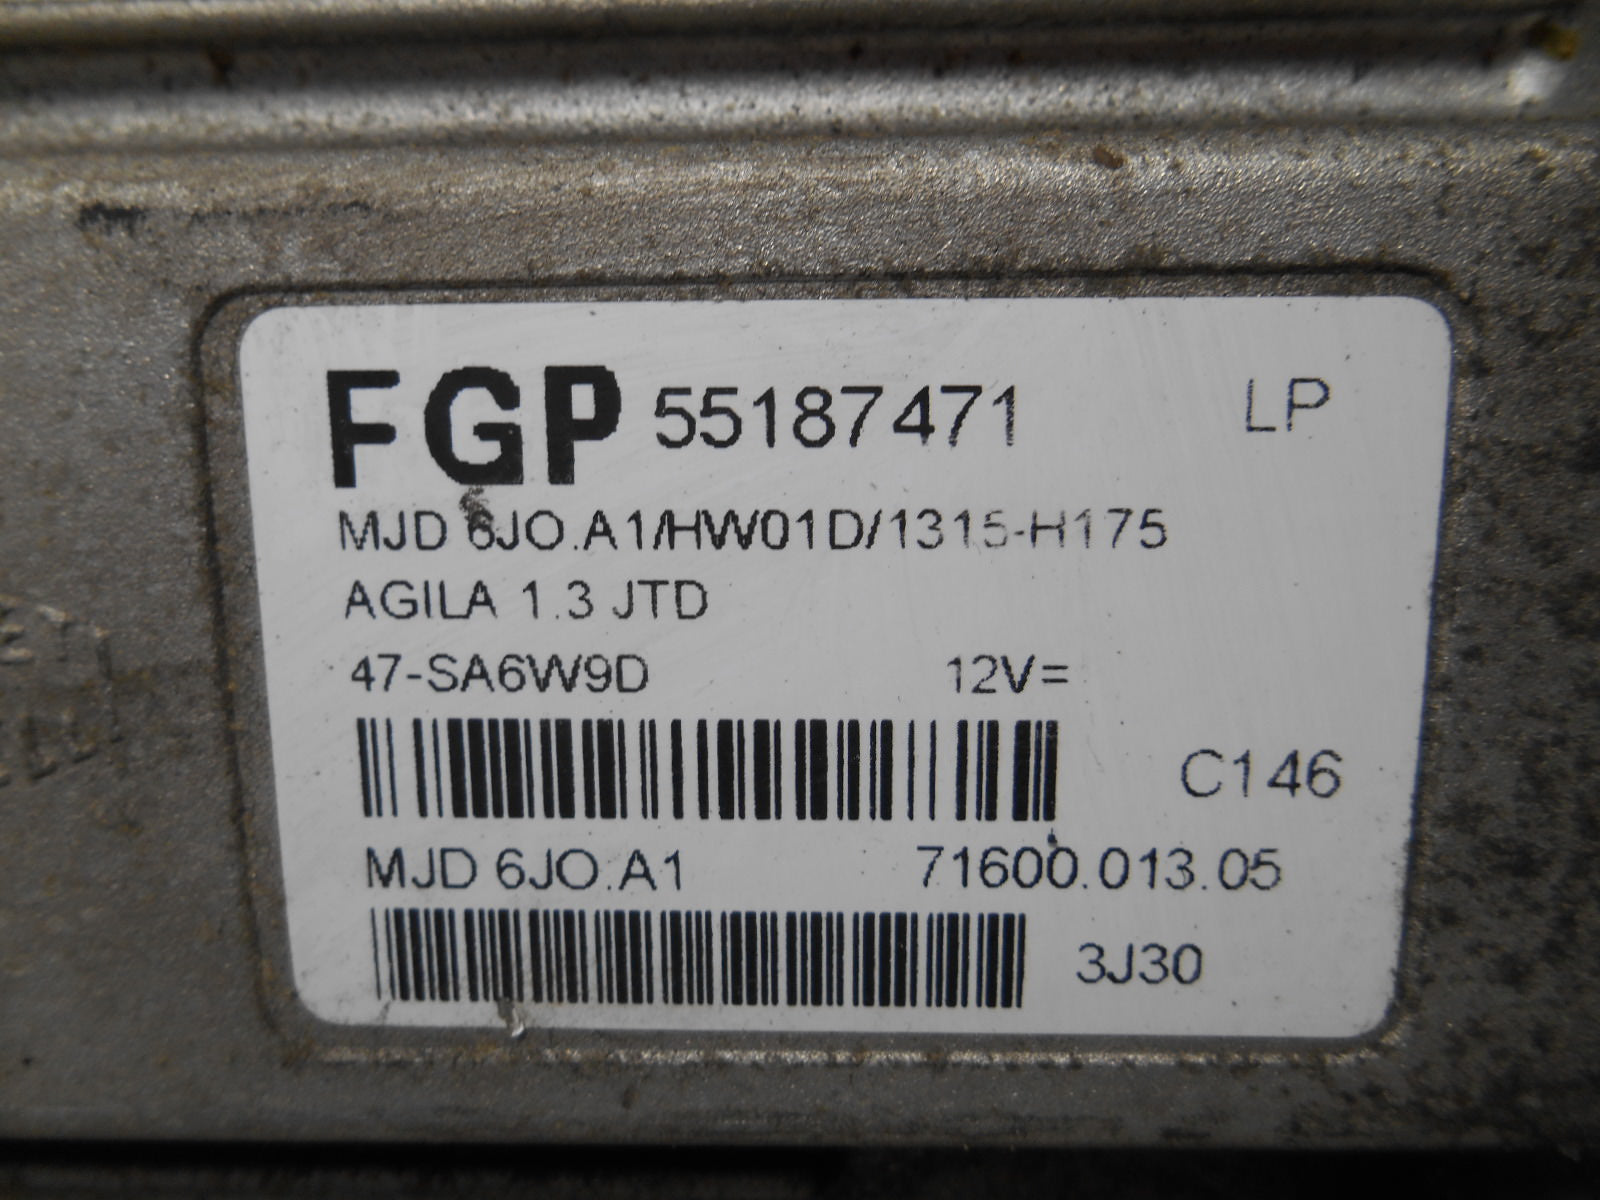 FGP 55187471 LP
MJD 6JO.A1/HW01D/1315-H175
AGILA 1.3 JTD
47-SA6W9D 12V=
C146
MJD 6JO.A1 71600.013.05
3J30